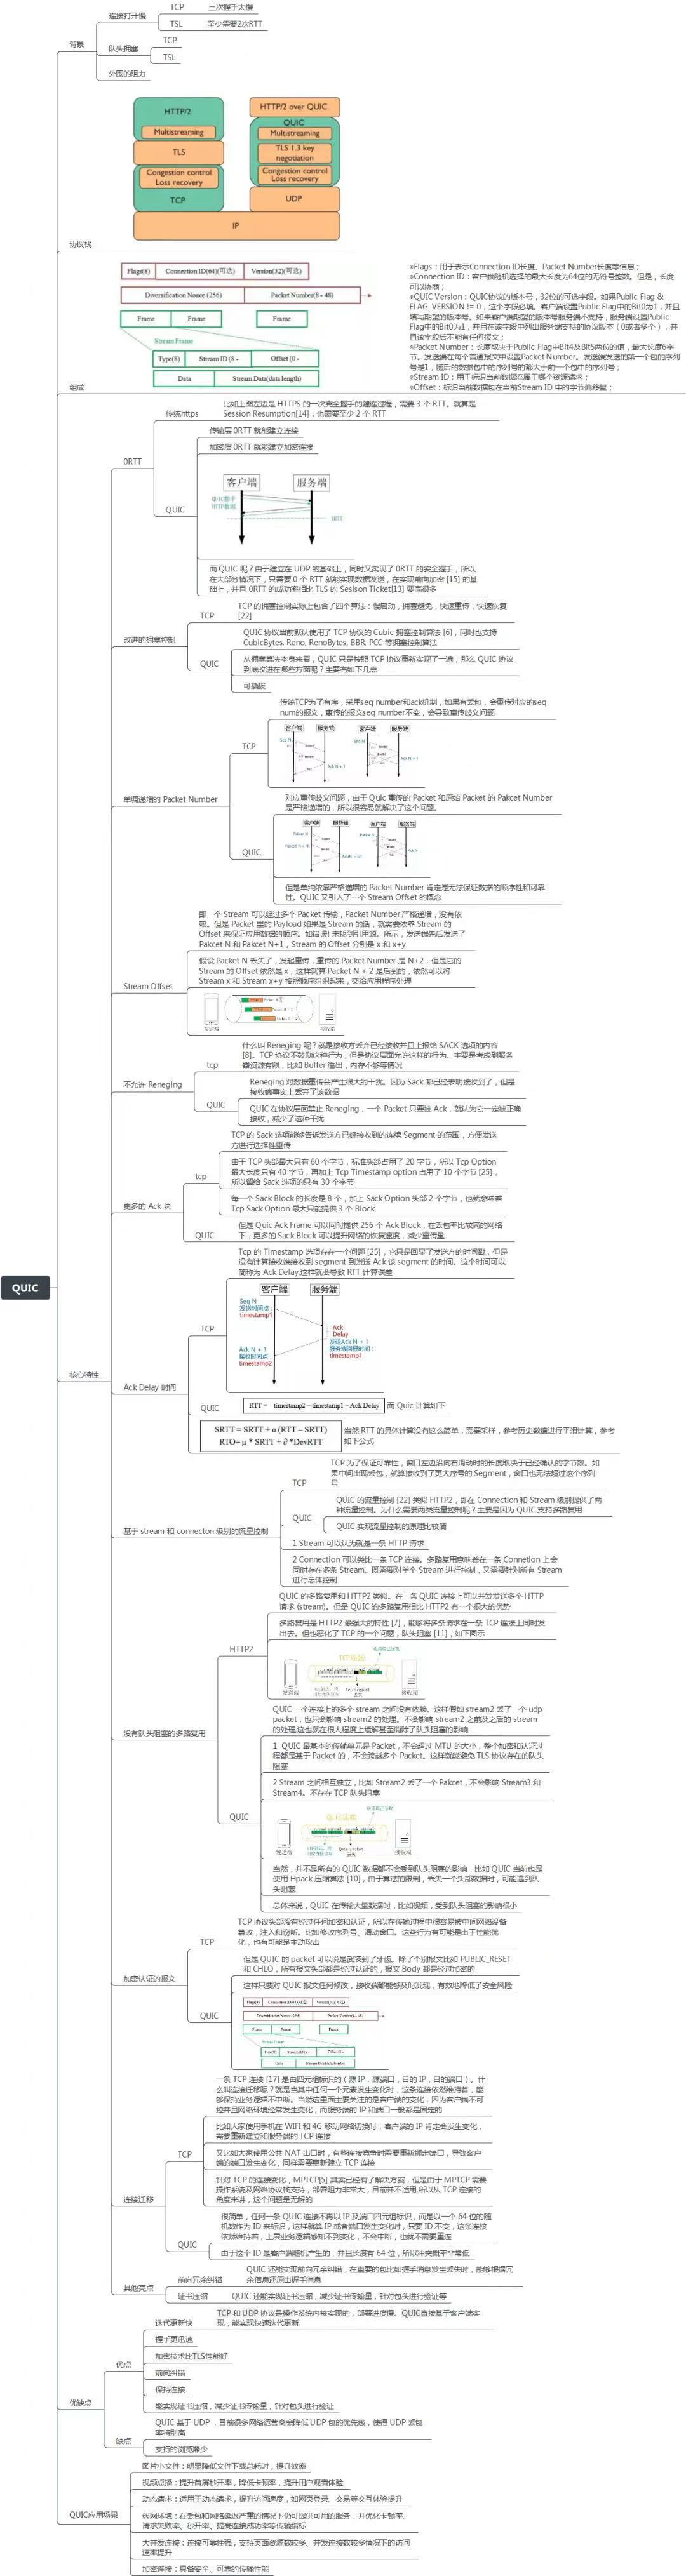 QUIC
背景
连接打开慢
TCP
三次握手太慢
TSL
至少需要2次RTT
队头拥塞
TCP
TSL
外围的阻力
协议栈
HTTP/2
Multistreaming
TLS
Congestion control
Loss recovery
TCP
HTTP/2 over QUIC
QUIC
Multistreaming
TLS 1.3 key
negotiation
Congestion control
Loss recovery
UDP
IP
组成
Flags(8)
Connection ID(64)(可选)
Version(32)(可选)
Diversification Nonce (256)
Packet Number(8 - 48)
Frame
Frame
Frame
Stream Frame
Type(8)
Stream ID (8 -
Offset (0 -
Data
Stream Data(data length)
※Flags：用于表示Connection ID长度、Packet Number长度等信息；
※Connection ID：客户端随机选择的最大长度为64位的无符号整数。但是，长度
可以协商；
※QUIC Version：QUIC协议的版本号，32位的可选字段。如果Public Flag &
FLAG_VERSION != 0，这个字段必填。客户端设置Public Flag中的Bit0为1，并且
填写期望的版本号。如果客户端期望的版本号服务端不支持，服务端设置Public
Flag中的Bit0为1，并且在该字段中列出服务端支持的协议版本（0或者多个），并
且该字段后不能有任何报文；
※Packet Number：长度取决于Public Flag中Bit4及Bit5两位的值，最大长度6字
节。发送端在每个普通报文中设置Packet Number。发送端发送的第一个包的序列
号是1，随后的数据包中的序列号的都大于前一个包中的序列号；
※Stream ID：用于标识当前数据流属于哪个资源请求；
※Offset：标识当前数据包在当前Stream ID 中的字节偏移量；
核心特性
0RTT
传统https
比如上图左边是 HTTPS 的一次完全握手的建连过程，需要 3 个 RTT。就算是
Session Resumption[14]，也需要至少 2 个 RTT
QUIC
传输层 0RTT 就能建立连接
加密层 0RTT 就能建立加密连接
客户端
服务端
QUIC握手
HTTP数据
0RTT
而 QUIC 呢？由于建立在 UDP 的基础上，同时又实现了 0RTT 的安全握手，所以
在大部分情况下，只需要 0 个 RTT 就能实现数据发送，在实现前向加密 [15] 的基
础上，并且 0RTT 的成功率相比 TLS 的 Sesison Ticket[13] 要高很多
改进的拥塞控制
TCP
TCP 的拥塞控制实际上包含了四个算法：慢启动，拥塞避免，快速重传，快速恢复
[22]
QUIC
QUIC 协议当前默认使用了 TCP 协议的 Cubic 拥塞控制算法 [6]，同时也支持
CubicBytes, Reno, RenoBytes, BBR, PCC 等拥塞控制算法
从拥塞算法本身来看，QUIC 只是按照 TCP 协议重新实现了一遍，那么 QUIC 协议
到底改进在哪些方面呢？主要有如下几点
可插拔
单调递增的 Packet Number
TCP
传统TCP为了有序，采用seq number和ack机制，如果有丢包，会重传对应的seq
num的报文，重传的报文seq number不变，会导致重传歧义问题
客户端
服务端
客户端
服务端
Seq N
Ack N + 1
Seq N
Ack N + 1
QUIC
对应重传歧义问题，由于 Quic 重传的 Packet 和原始 Packet 的 Pakcet Number
是严格递增的，所以很容易就解决了这个问题。
客户端
服务端
客户端
服务端
但是单纯依靠严格递增的 Packet Number 肯定是无法保证数据的顺序性和可靠
性。QUIC 又引入了一个 Stream Offset 的概念
Stream Offset
即一个 Stream 可以经过多个 Packet 传输，Packet Number 严格递增，没有依
赖。但是 Packet 里的 Payload 如果是 Stream 的话，就需要依靠 Stream 的
Offset 来保证应用数据的顺序。如错误! 未找到引用源。所示，发送端先后发送了
Pakcet N 和 Pakcet N+1，Stream 的 Offset 分别是 x 和 x+y
假设 Packet N 丢失了，发起重传，重传的 Packet Number 是 N+2，但是它的
Stream 的 Offset 依然是 x，这样就算 Packet N + 2 是后到的，依然可以将
Stream x 和 Stream x+y 按照顺序组织起来，交给应用程序处理
发送端
接收端
不允许 Reneging
tcp
什么叫 Reneging 呢？就是接收方丢弃已经接收并且上报给 SACK 选项的内容
[8]。TCP 协议不鼓励这种行为，但是协议层面允许这样的行为。主要是考虑到服务
器资源有限，比如 Buffer 溢出，内存不够等情况
QUIC
Reneging 对数据重传会产生很大的干扰。因为 Sack 都已经表明接收到了，但是
接收端事实上丢弃了该数据
QUIC 在协议层面禁止 Reneging，一个 Packet 只要被 Ack，就认为它一定被正确
接收，减少了这种干扰
更多的 Ack 块
tcp
TCP 的 Sack 选项能够告诉发送方已经接收到的连续 Segment 的范围，方便发送
方进行选择性重传
由于 TCP 头部最大只有 60 个字节，标准头部占用了 20 字节，所以 Tcp Option
最大长度只有 40 字节，再加上 Tcp Timestamp option 占用了 10 个字节 [25]，
所以留给 Sack 选项的只有 30 个字节
每一个 Sack Block 的长度是 8 个，加上 Sack Option 头部 2 个字节，也就意味着
Tcp Sack Option 最大只能提供 3 个 Block
QUIC
但是 Quic Ack Frame 可以同时提供 256 个 Ack Block，在丢包率比较高的网络
下，更多的 Sack Block 可以提升网络的恢复速度，减少重传量
Ack Delay 时间
TCP
Tcp 的 Timestamp 选项存在一个问题 [25]，它只是回显了发送方的时间戳，但是
没有计算接收端接收到 segment 到发送 Ack 该 segment 的时间。这个时间可以
简称为 Ack Delay,这样就会导致 RTT 计算误差
客户端
服务端
Seq N
发送时间点：
timestamp1
Ack
Delay
发送Ack N + 1
服务端回显时间：
timestamp1
Ack N + 1
接收时间点：
timestamp2
QUIC
RTT = timestamp2 – timestamp1 – Ack Delay
而 Quic 计算如下
SRTT = SRTT + α (RTT – SRTT)
RTO= μ * SRTT + ∂ *DevRTT
当然 RTT 的具体计算没有这么简单，需要采样，参考历史数值进行平滑计算，参考
如下公式
基于 stream 和 connecton 级别的流量控制
TCP
TCP 为了保证可靠性，窗口左边沿向右滑动时的长度取决于已经确认的字节数。如
果中间出现丢包，就算接收到了更大序号的 Segment，窗口也无法超过这个序列
号
QUIC
QUIC 的流量控制 [22] 类似 HTTP2，即在 Connection 和 Stream 级别提供了两
种流量控制。为什么需要两类流量控制呢？主要是因为 QUIC 支持多路复用
QUIC 实现流量控制的原理比较简
1 Stream 可以认为就是一条 HTTP 请求
2 Connection 可以类比一条 TCP 连接。多路复用意味着在一条 Connetion 上会
同时存在多条 Stream。既需要对单个 Stream 进行控制，又需要针对所有 Stream
进行总体控制
没有队头阻塞的多路复用
HTTP2
QUIC 的多路复用和 HTTP2 类似。在一条 QUIC 连接上可以并发发送多个 HTTP
请求 (stream)。但是 QUIC 的多路复用相比 HTTP2 有一个很大的优势
多路复用是 HTTP2 最强大的特性 [7]，能够将多条请求在一条 TCP 连接上同时发
出去。但也恶化了 TCP 的一个问题，队头阻塞 [11]，如下图示
TCP连接
发送端
接收端
QUIC
QUIC 一个连接上的多个 stream 之间没有依赖。这样假如 stream2 丢了一个 udp
packet，也只会影响 stream2 的处理。不会影响 stream2 之前及之后的 stream
的处理;这也就在很大程度上缓解甚至消除了队头阻塞的影响
1 QUIC 最基本的传输单元是 Packet，不会超过 MTU 的大小，整个加密和认证过
程都是基于 Packet 的，不会跨越多个 Packet。这样就能避免 TLS 协议存在的队头
阻塞
2 Stream 之间相互独立，比如 Stream2 丢了一个 Pakcet，不会影响 Stream3 和
Stream4。不存在 TCP 队头阻塞
发送端
接收端
当然，并不是所有的 QUIC 数据都不会受到队头阻塞的影响，比如 QUIC 当前也是
使用 Hpack 压缩算法 [10]，由于算法的限制，丢失一个头部数据时，可能遇到队
头阻塞
总体来说，QUIC 在传输大量数据时，比如视频，受到队头阻塞的影响很小
加密认证的报文
TCP
TCP 协议头部没有经过任何加密和认证，所以在传输过程中很容易被中间网络设备
篡改，注入和窃听。比如修改序列号、滑动窗口。这些行为有可能是出于性能优
化，也有可能是主动攻击
QUIC
但是 QUIC 的 packet 可以说是武装到了牙齿。除了个别报文比如 PUBLIC_RESET
和 CHLO，所有报文头部都是经过认证的，报文 Body 都是经过加密的
这样只要对 QUIC 报文任何修改，接收端都能够及时发现，有效地降低了安全风险
连接迁移
TCP
一条 TCP 连接 [17] 是由四元组标识的（源 IP，源端口，目的 IP，目的端口）。什
么叫连接迁移呢？就是当其中任何一个元素发生变化时，这条连接依然维持着，能
够保持业务逻辑不中断。当然这里面主要关注的是客户端的变化，因为客户端不可
控并且网络环境经常发生变化，而服务端的 IP 和端口一般都是固定的
比如大家使用手机在 WIFI 和 4G 移动网络切换时，客户端的 IP 肯定会发生变化，
需要重新建立和服务端的 TCP 连接
又比如大家使用公共 NAT 出口时，有些连接竞争时需要重新绑定端口，导致客户
端的端口发生变化，同样需要重新建立 TCP 连接
针对 TCP 的连接变化，MPTCP[5] 其实已经有了解决方案，但是由于 MPTCP 需要
操作系统及网络协议栈支持，部署阻力非常大，目前并不适用.所以从 TCP 连接的
角度来讲，这个问题是无解的
QUIC
很简单，任何一条 QUIC 连接不再以 IP 及端口四元组标识，而是以一个 64 位的随
机数作为 ID 来标识，这样就算 IP 或者端口发生变化时，只要 ID 不变，这条连接
依然维持着，上层业务逻辑感知不到变化，不会中断，也就不需要重连
由于这个 ID 是客户端随机产生的，并且长度有 64 位，所以冲突概率非常低
其他亮点
前向冗余纠错
QUIC 还能实现前向冗余纠错，在重要的包比如握手消息发生丢失时，能够根据冗
余信息还原出握手消息
证书压缩
QUIC 还能实现证书压缩，减少证书传输量，针对包头进行验证等
优缺点
优点
迭代更新快
TCP 和 UDP 协议是操作系统内核实现的，部署进度慢。QUIC直接基于客户端实
现，能实现快速迭代更新
握手更迅速
加密技术比TLS性能好
前向纠错
保持连接
能实现证书压缩，减少证书传输量，针对包头进行验证
缺点
QUIC 基于 UDP ，目前很多网络运营商会降低 UDP 包的优先级，使得 UDP 丢包
率特别高
支持的浏览器少
QUIC应用场景
图片小文件：明显降低文件下载总耗时，提升效率
视频点播：提升首屏秒开率，降低卡顿率，提升用户观看体验
动态请求：适用于动态请求，提升访问速度，如网页登录、交易等交互体验提升
弱网环境：在丢包和网络延迟严重的情况下仍可提供可用的服务，并优化卡顿率、
请求失败率、秒开率、提高连接成功率等传输指标
大并发连接：连接可靠性强，支持页面资源数较多、并发连接数较多情况下的访问
速率提升
加密连接：具备安全、可靠的传输性能